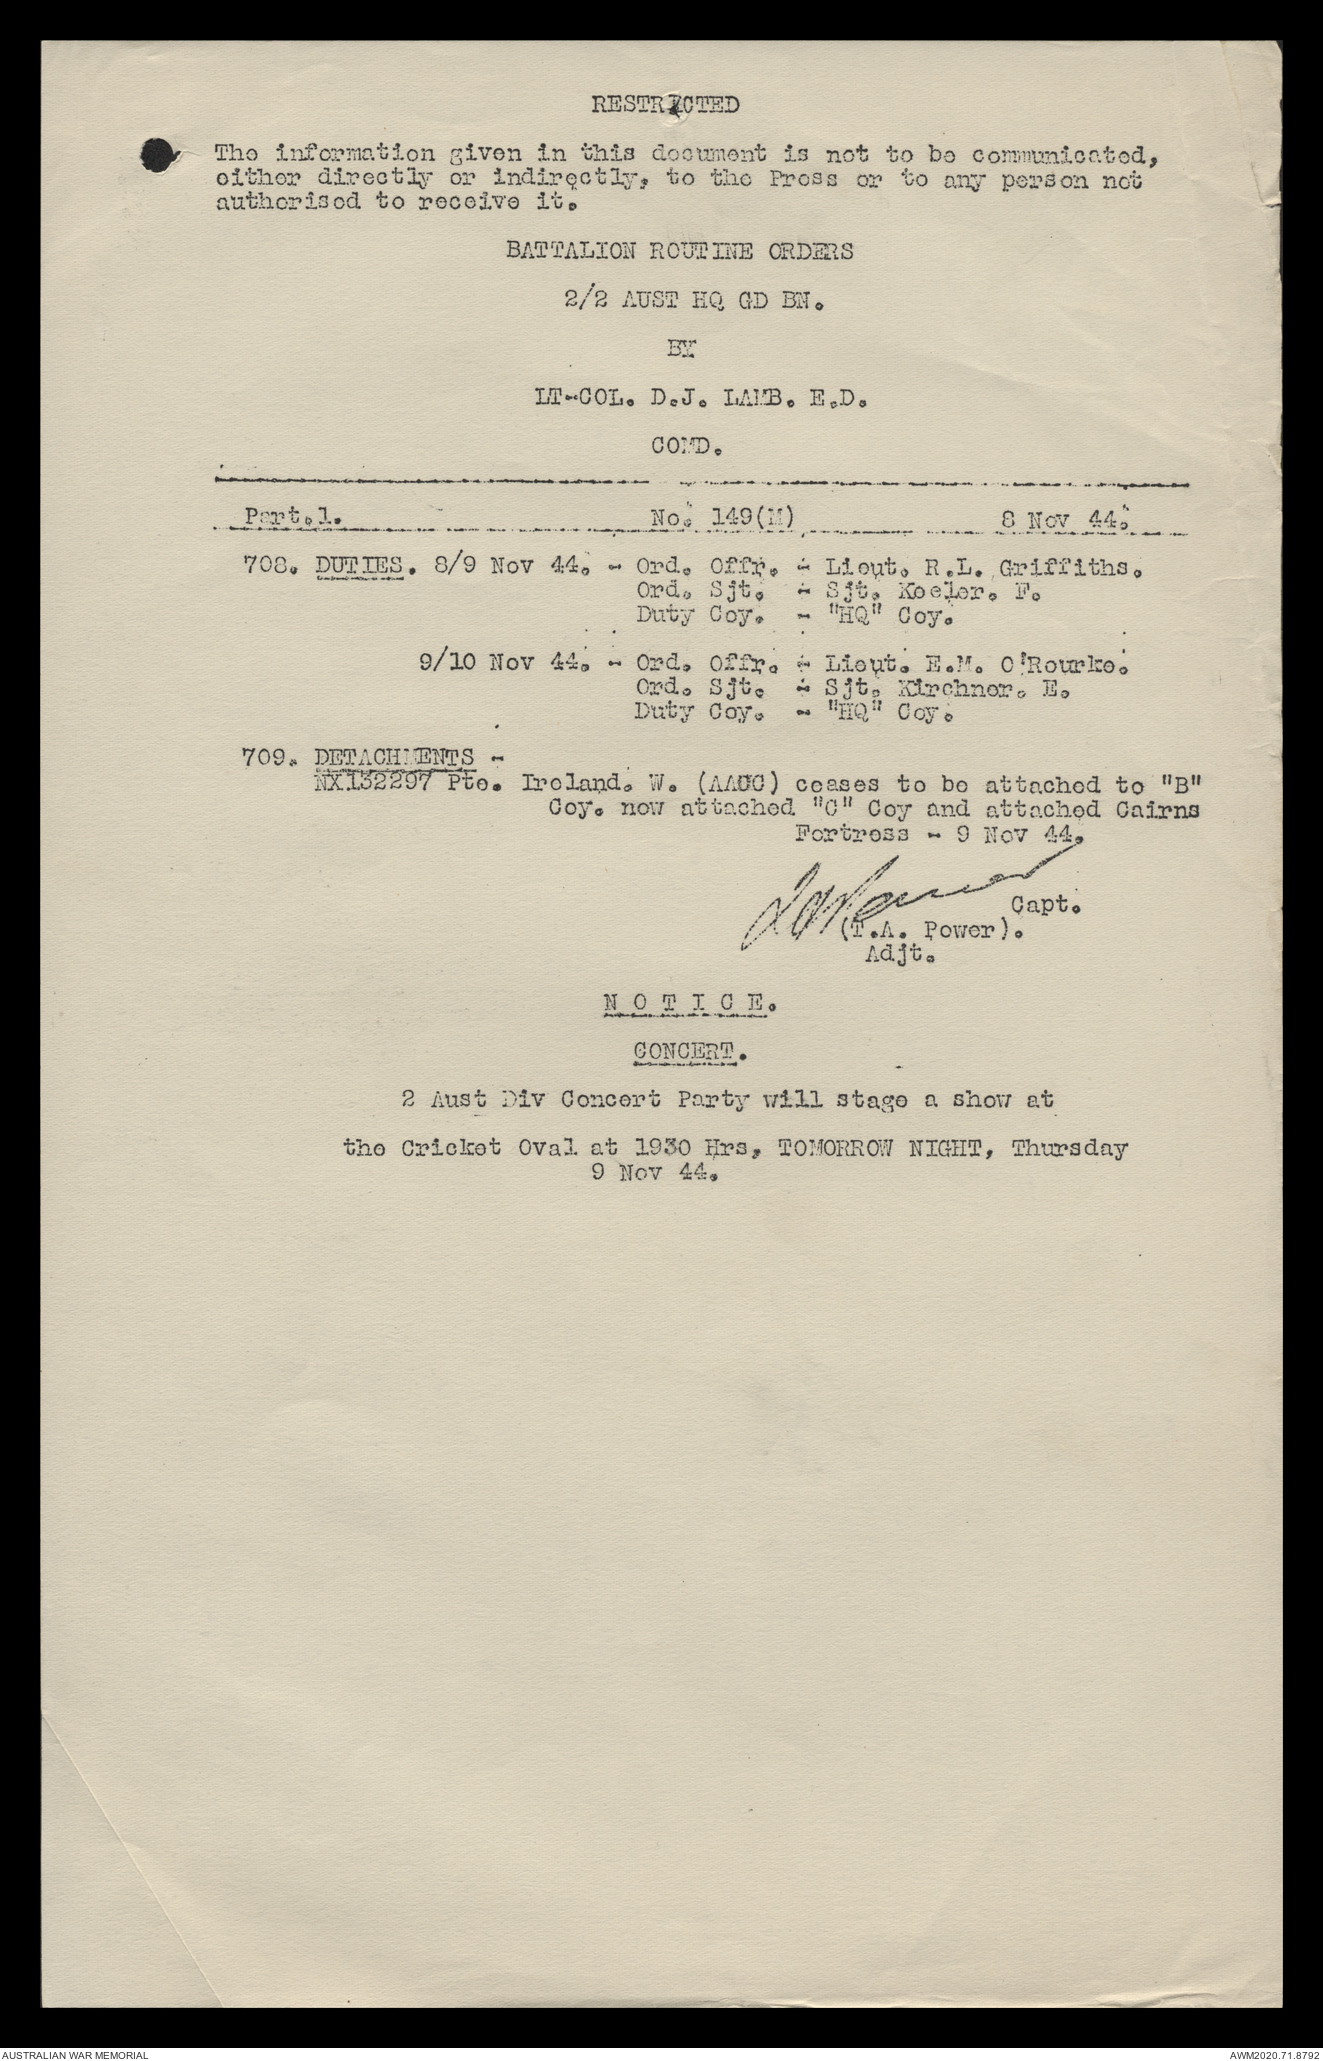 RESTRICTED
The information given in this document is not to be communicated,
either directly or indirectly, to the Press or to any person not
authorised to receive it.
BATTALION ROUTINE ORDERS
2/2 AUST HQ GD BN.
BY
LT-COL. D.J. LAMB. E.D.
COMD.
Part.1. No. 149(M) 8 Nov 44.
708. DUTIES. 8/9 Nov 44. - Ord. Offr. - Lieut. R.L. Griffiths.
Ord. Sjt. - Sjt. Keeler. F.
Duty Coy. - "HQ" Coy.
9/10 Nov 44. - Ord. Offr. - Lieut. E.M. O'Rourke.
Ord. Sjt. - Sjt. Kirchner. E.
Duty Coy. - "HQ" Coy.
709. DETACHMENTS -
NX132297 Pte. Ireland. W. (AACC) ceases to be attached to "B"
Coy. now attached "C" Coy and attached Cairns
Fortress - 9 Nov 44.
Capt.
(T.A. Power).
Adjt.
N O T I C E.
CONCERT.
2 Aust Div Concert Party will stage a show at
the Cricket Oval at 1930 Hrs, TOMORROW NIGHT, Thursday
9 Nov 44.
AUSTRALIAN WAR MEMORIAL AWM2020.71.8792